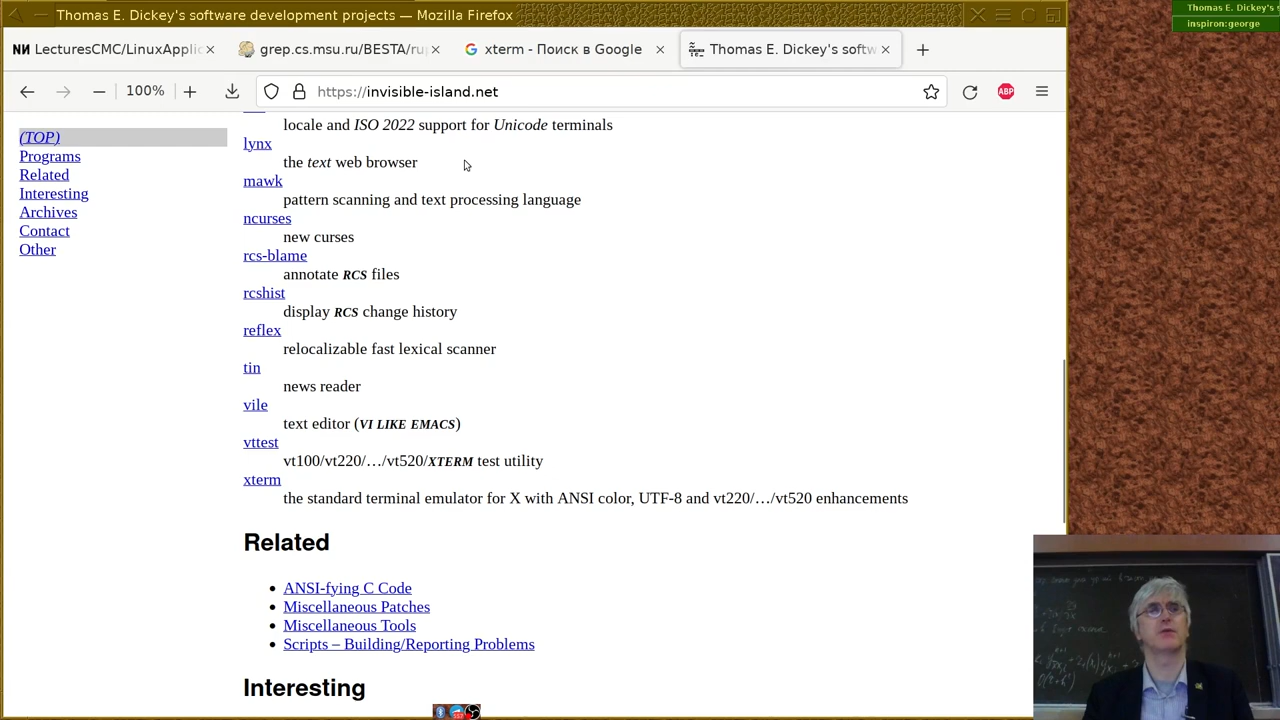 Thomas E. Dickey's software development projects — Mozilla Firefox
Thomas E. Dickey's
inspiron:george
LecturesCMC/LinuxApplic
grep.cs.msu.ru/BESTA/rup
xterm - Поиск в Google
Thomas E. Dickey's softw
100%
https://invisible-island.net
ABP
(TOP)
Programs
Related
Interesting
Archives
Contact
Other
locale and ISO 2022 support for Unicode terminals
lynx
the text web browser
mawk
pattern scanning and text processing language
ncurses
new curses
rcs-blame
annotate RCS files
rcshist
display RCS change history
reflex
relocalizable fast lexical scanner
tin
news reader
vile
text editor (VI LIKE EMACS)
vttest
vt100/vt220/…/vt520/XTERM test utility
xterm
the standard terminal emulator for X with ANSI color, UTF-8 and vt220/…/vt520 enhancements
Related
ANSI-fying C Code
Miscellaneous Patches
Miscellaneous Tools
Scripts – Building/Reporting Problems
Interesting